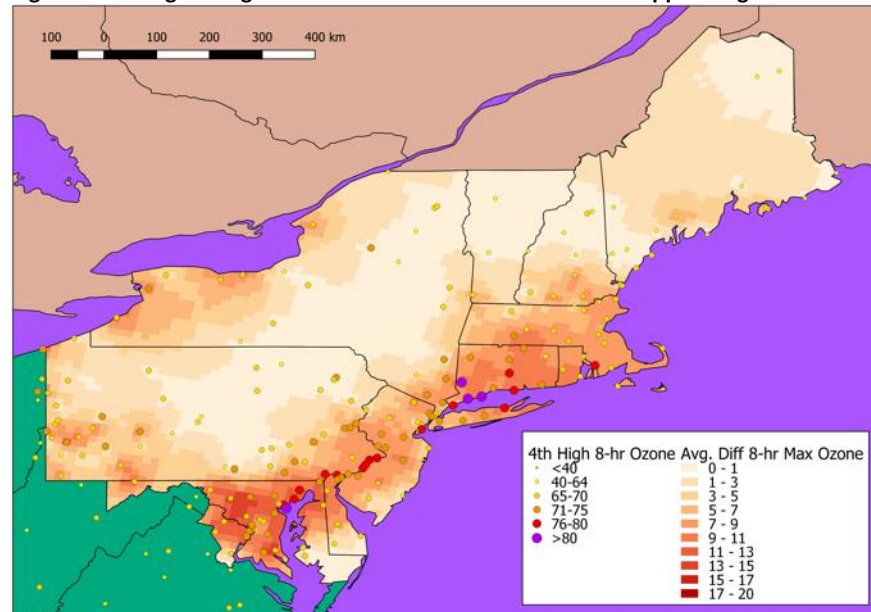 100 0 100 200 300 400 km
4th High 8-hr Ozone Avg. Diff 8-hr Max Ozone
<40 0 - 1
40-64 1 - 3
65-70 3 - 5
71-75 5 - 7
76-80 7 - 9
>80 9 - 11
11 - 13
13 - 15
15 - 17
17 - 20